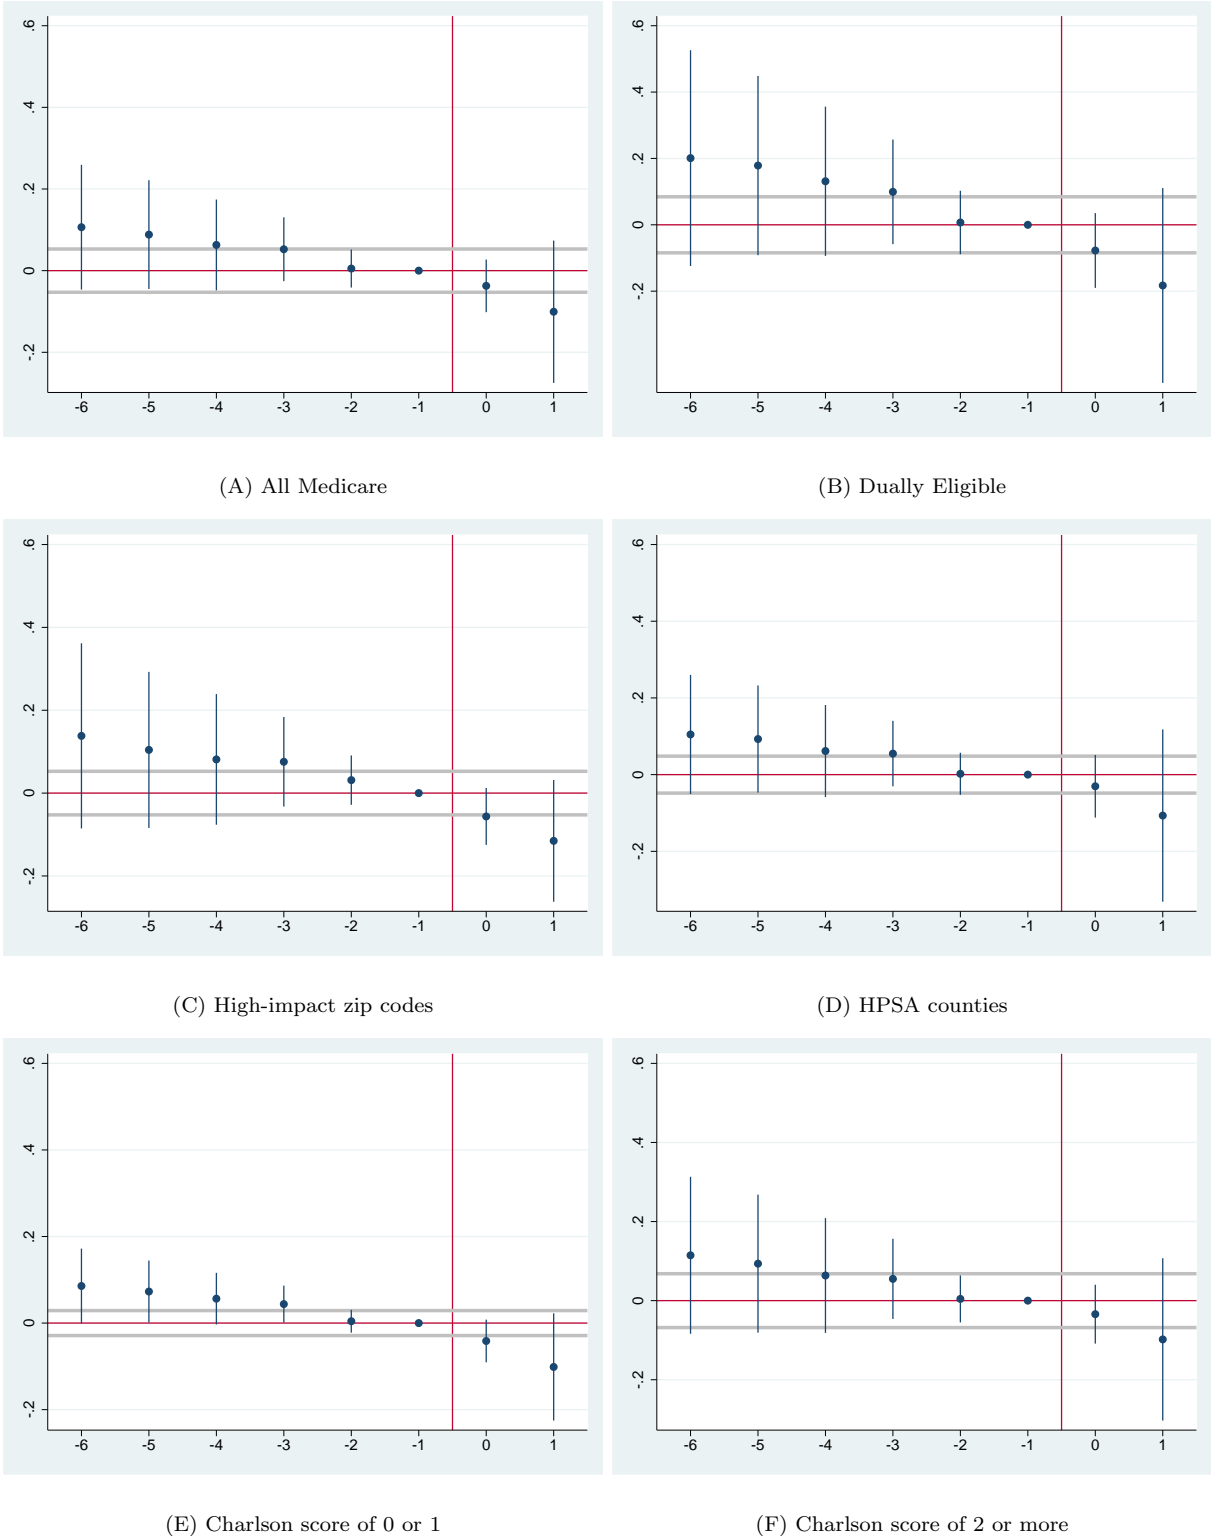 .6
.4
.2
0
-.2
-6 -5 -4 -3 -2 -1 0 1
(A) All Medicare
.6
.4
.2
0
-.2
-6 -5 -4 -3 -2 -1 0 1
(B) Dually Eligible
.6
.4
.2
0
-.2
-6 -5 -4 -3 -2 -1 0 1
(C) High-impact zip codes
.6
.4
.2
0
-.2
-6 -5 -4 -3 -2 -1 0 1
(D) HPSA counties
.6
.4
.2
0
-.2
-6 -5 -4 -3 -2 -1 0 1
(E) Charlson score of 0 or 1
.6
.4
.2
0
-.2
-6 -5 -4 -3 -2 -1 0 1
(F) Charlson score of 2 or more